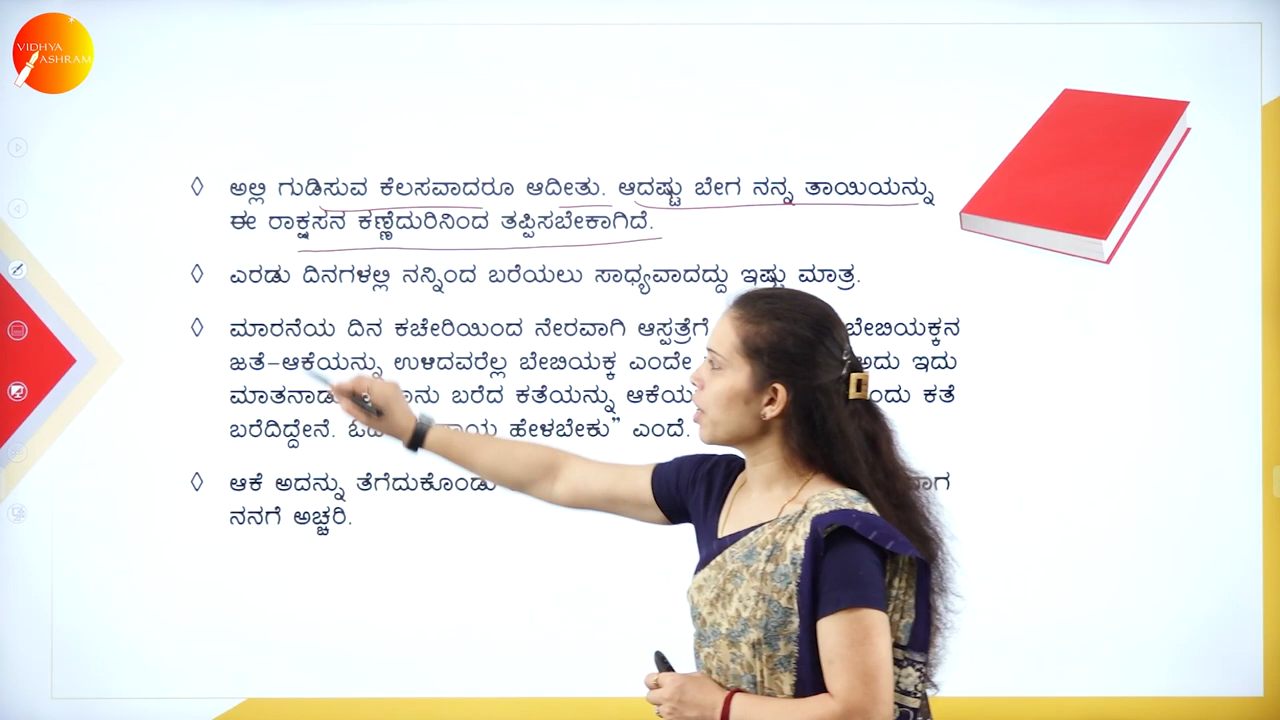 VIDHYA
ASHRAM
ಅಲ್ಲಿ ಗುಡಿಸುವ ಕೆಲಸವಾದರೂ ಆದೀತು. ಆದಷ್ಟು ಬೇಗ ನನ್ನ ತಾಯಿಯನ್ನು
ಈ ರಾಕ್ಷಸನ ಕಣ್ಣೆದುರಿನಿಂದ ತಪ್ಪಿಸಬೇಕಾಗಿದೆ.
ಎರಡು ದಿನಗಳಲ್ಲಿ ನನ್ನಿಂದ ಬರೆಯಲು ಸಾಧ್ಯವಾದದ್ದು ಇಷ್ಟು ಮಾತ್ರ.
ಮಾರನೆಯ ದಿನ ಕಚೇರಿಯಿಂದ ನೇರವಾಗಿ ಆಸ್ಪತ್ರೆಗೆ ಬೇಬಿಯಕ್ಕನ
ಜತೆ-ಆಕೆಯನ್ನು ಉಳಿದವರೆಲ್ಲ ಬೇಬಿಯಕ್ಕ ಎಂದೇ ಅದು ಇದು
ಬರೆದ ಕತೆಯನ್ನು ಕತೆ
ಬರೆದಿದ್ದೇನೆ. ಹೇಳಬೇಕು" ಎಂದೆ.
ಆಕೆ ಅದನ್ನು ತೆಗೆದುಕೊಂಡು
ನನಗೆ ಅಚ್ಚರಿ.